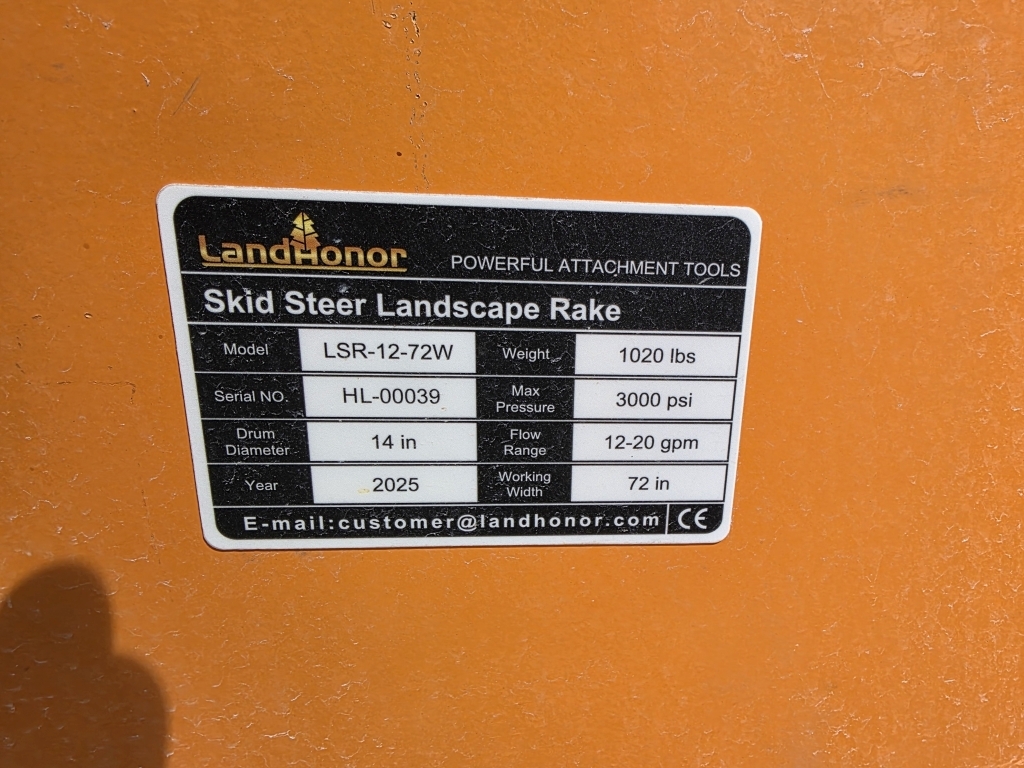 LandHonor
POWERFUL ATTACHMENT TOOLS
Skid Steer Landscape Rake
Model LSR-12-72W Weight 1020 lbs
Serial NO. HL-00039 Max Pressure 3000 psi
Drum Diameter 14 in Flow Range 12-20 gpm
Year 2025 Working Width 72 in
E-mail:customer@landhonor.com CE